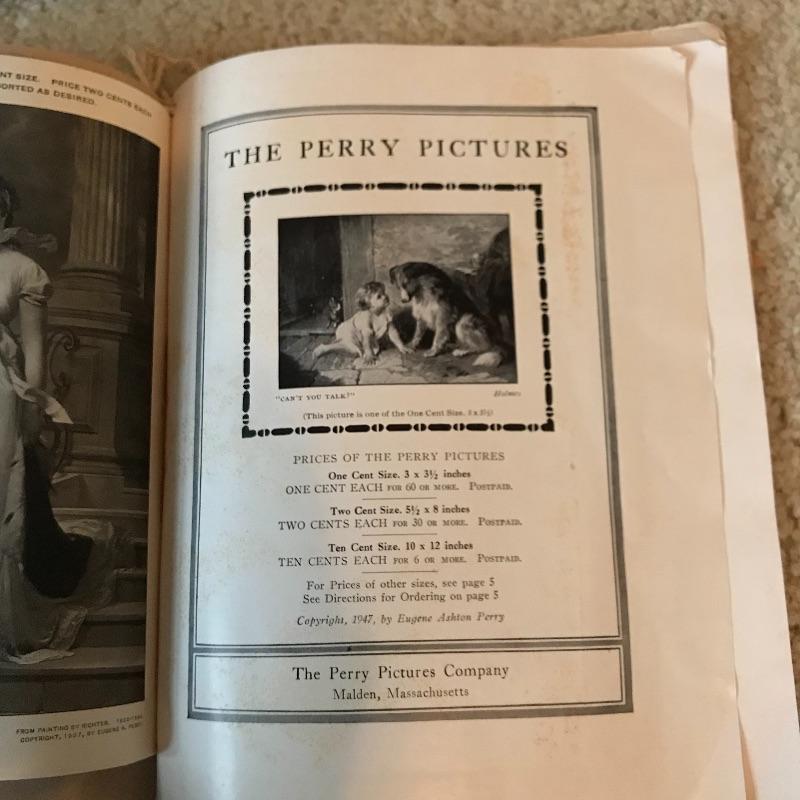 NT SIZE. PRICE TWO CENTS EACH
ORTED AS DESIRED.
FROM PAINTING BY RICHTER.
COPYRIGHT, 1907, BY EUGENE A. PERRY.
THE PERRY PICTURES
"CAN'T YOU TALK?" Holmes
(This picture is one of the One Cent Size. 3 x 3½)
PRICES OF THE PERRY PICTURES
One Cent Size. 3 x 3½ inches
ONE CENT EACH FOR 60 OR MORE. POSTPAID.
Two Cent Size. 5½ x 8 inches
TWO CENTS EACH FOR 30 OR MORE. POSTPAID.
Ten Cent Size. 10 x 12 inches
TEN CENTS EACH FOR 6 OR MORE. POSTPAID.
For Prices of other sizes, see page 5
See Directions for Ordering on page 5
Copyright, 1947, by Eugene Ashton Perry
The Perry Pictures Company
Malden, Massachusetts